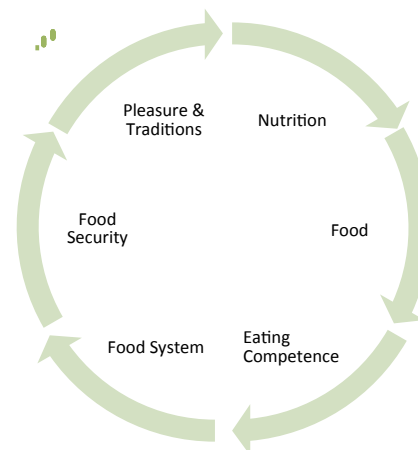 Pleasure &
Traditions
Nutrition
Food
Eating
Competence
Food System
Food
Security